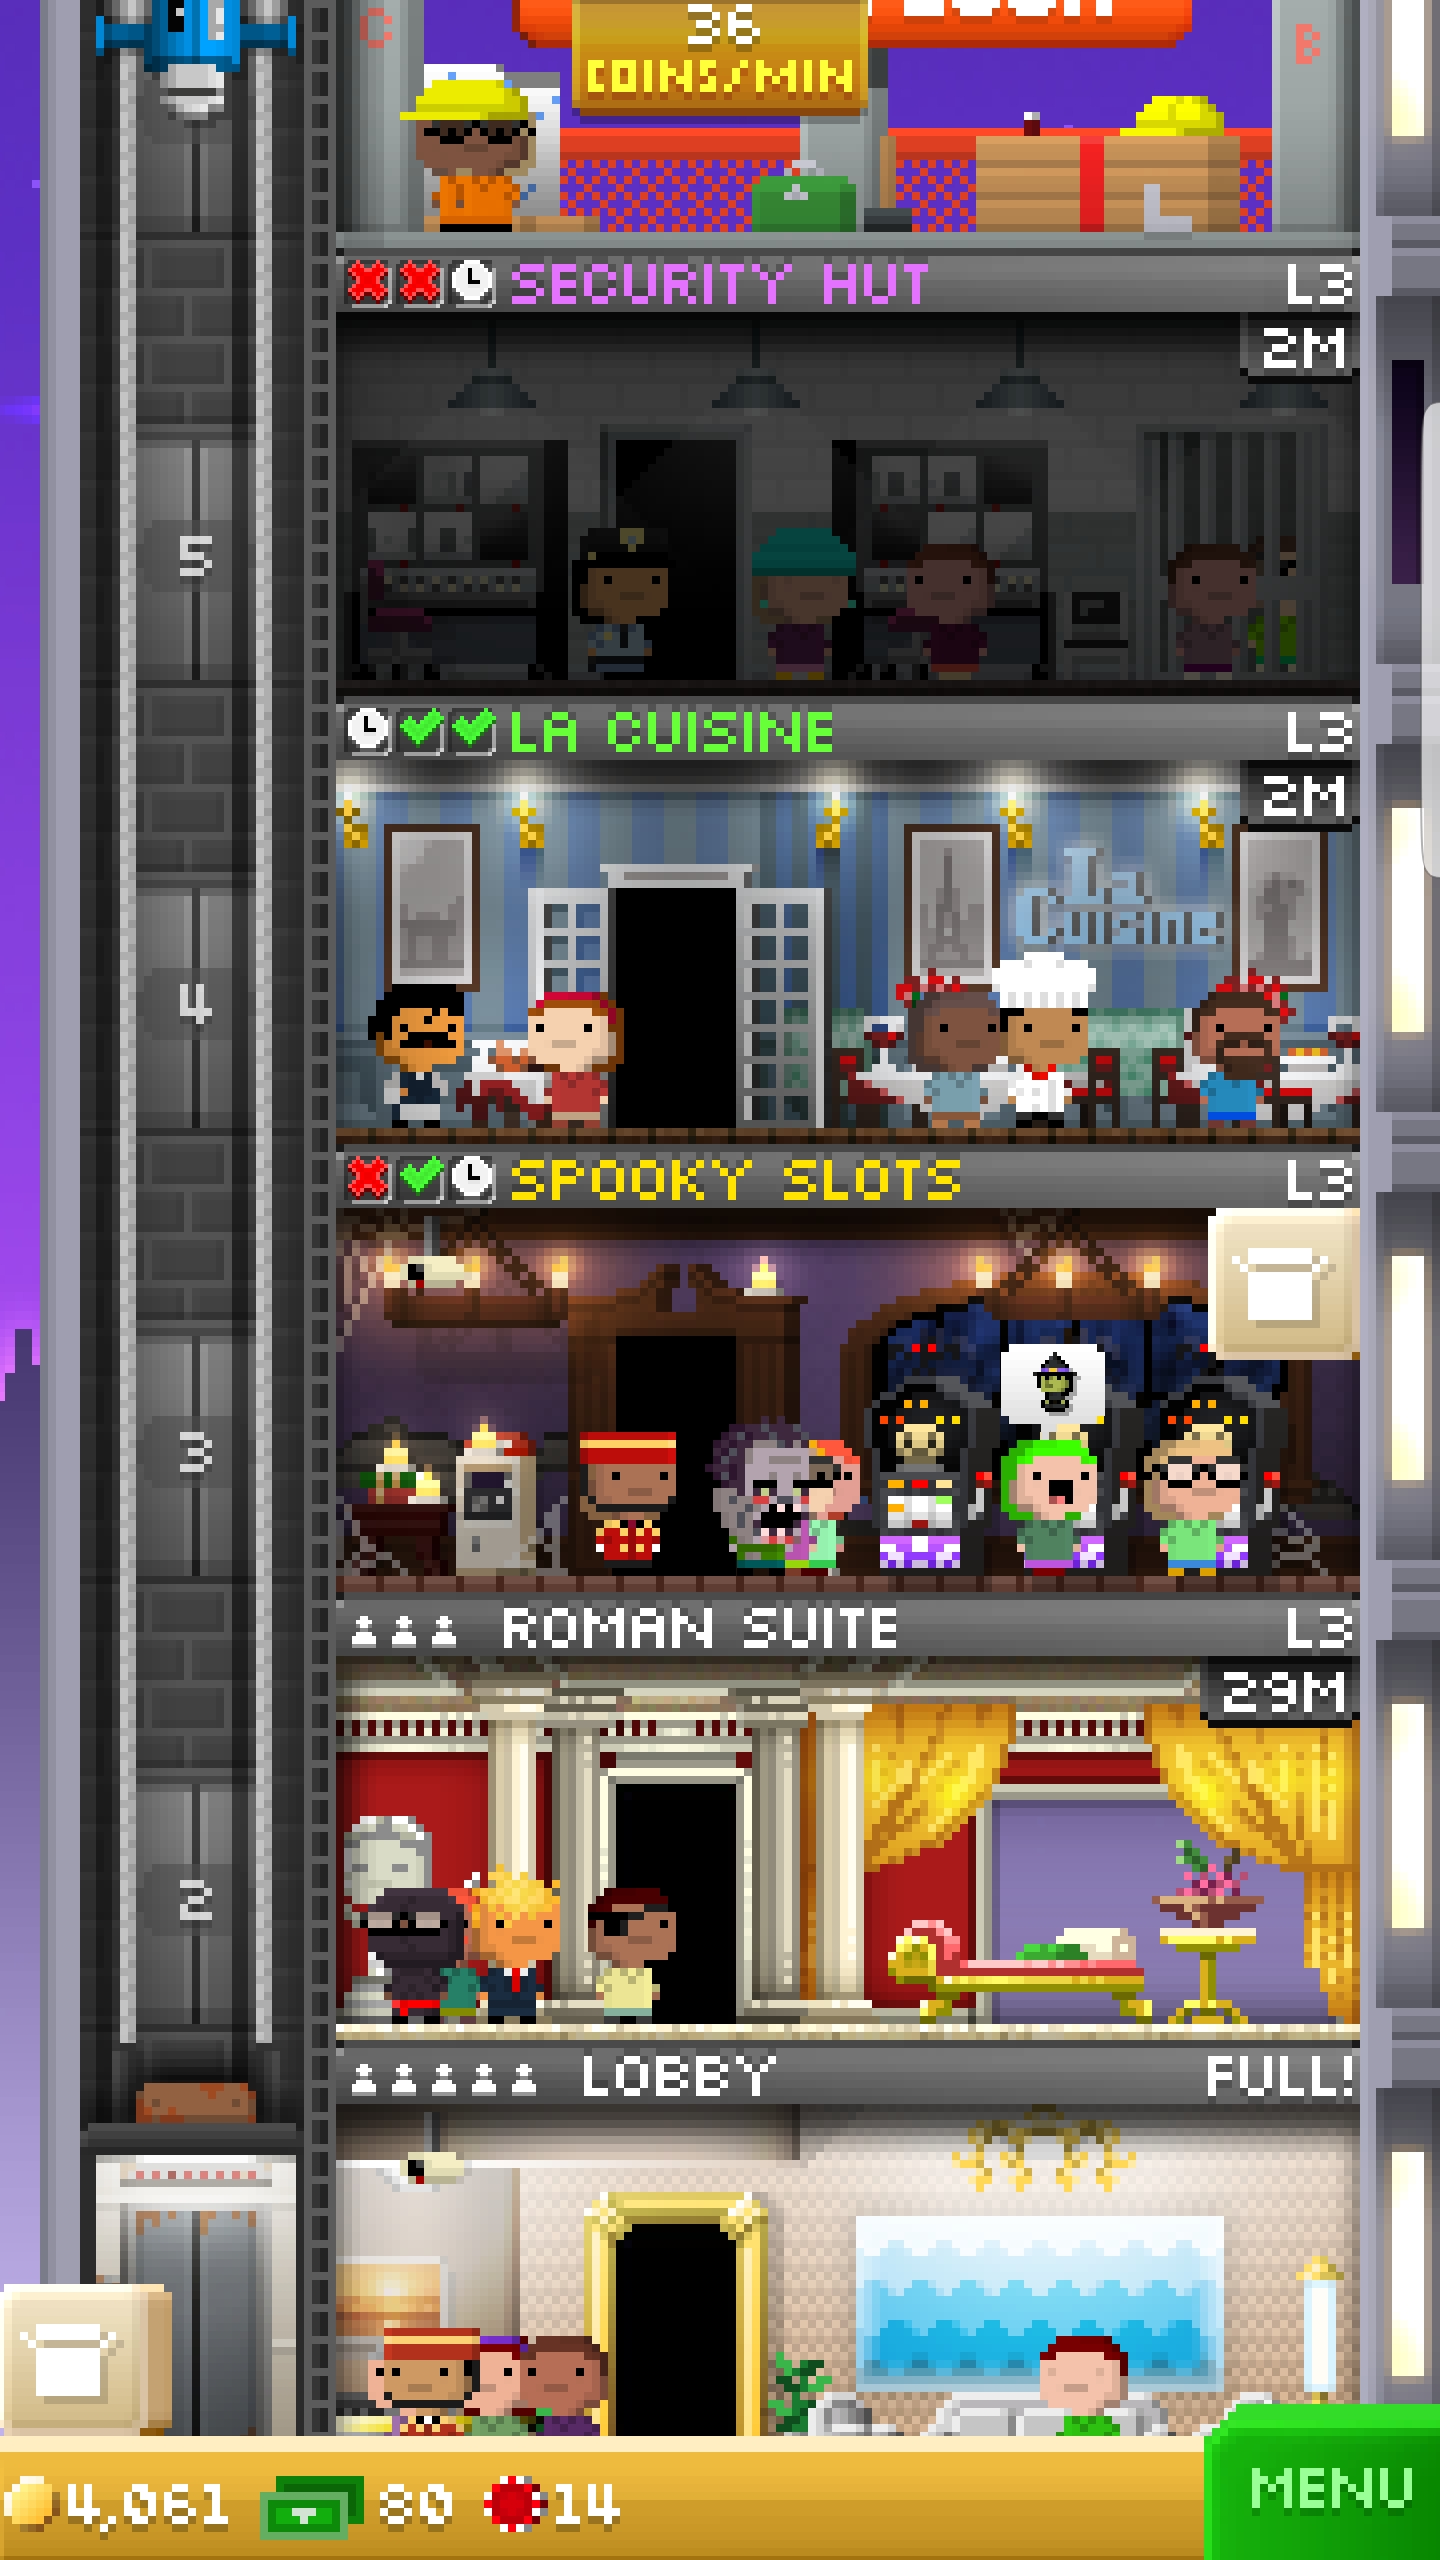 C
36
COINS/MIN
B
SECURITY HUT
L3
2M
5
LA CUISINE
L3
2M
La
Cuisine
4
SPOOKY SLOTS
L3
3
ROMAN SUITE
L3
29M
2
LOBBY
FULL!
4,061
80
14
MENU